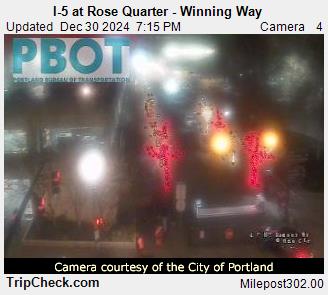 I-5 at Rose Quarter - Winning Way
Updated Dec 30 2024 7:15 PM Camera 4
PBOT
PORTLAND BUREAU OF TRANSPORTATION
Camera courtesy of the City of Portland
TripCheck.com Milepost302.00